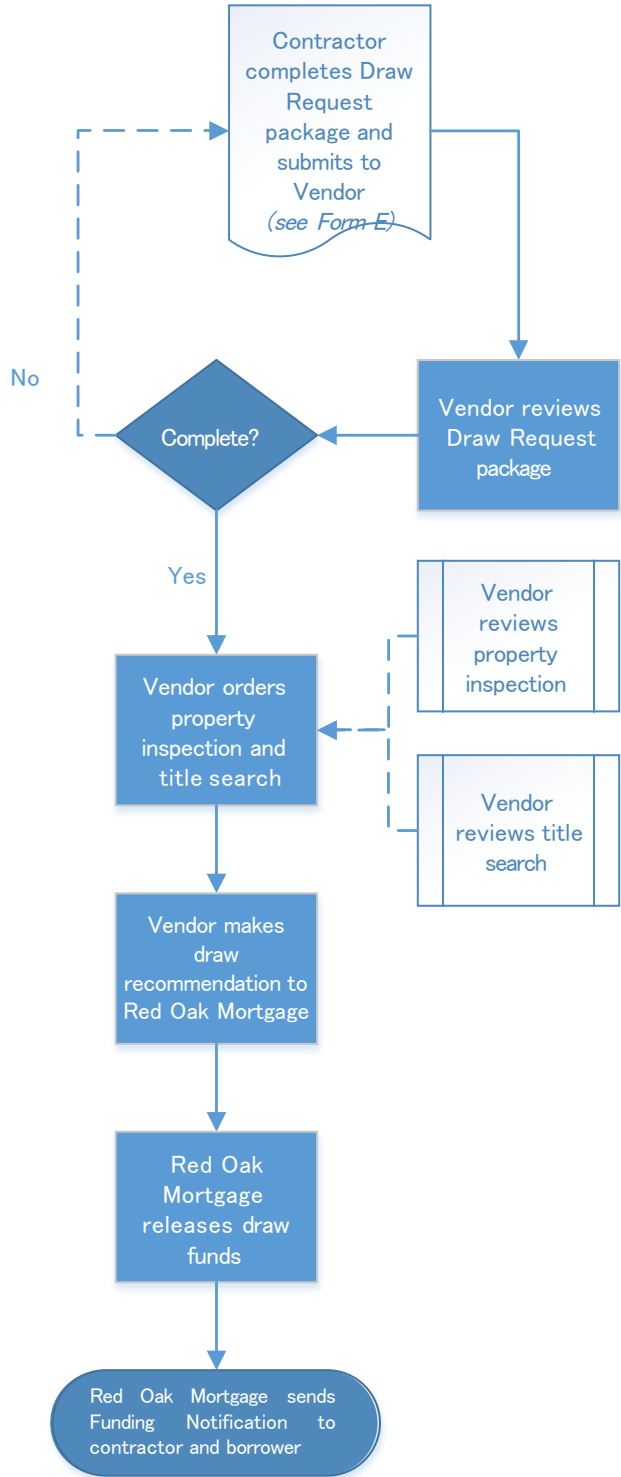 Contractor
completes Draw
Request
package and
submits to
Vendor
(see Form E)
No
Complete?
Vendor reviews
Draw Request
package
Yes
Vendor
reviews
property
inspection
Vendor orders
property
inspection and
title search
Vendor
reviews title
search
Vendor makes
draw
recommendation to
Red Oak Mortgage
Red Oak
Mortgage
releases draw
funds
Red Oak Mortgage sends
Funding Notification to
contractor and borrower